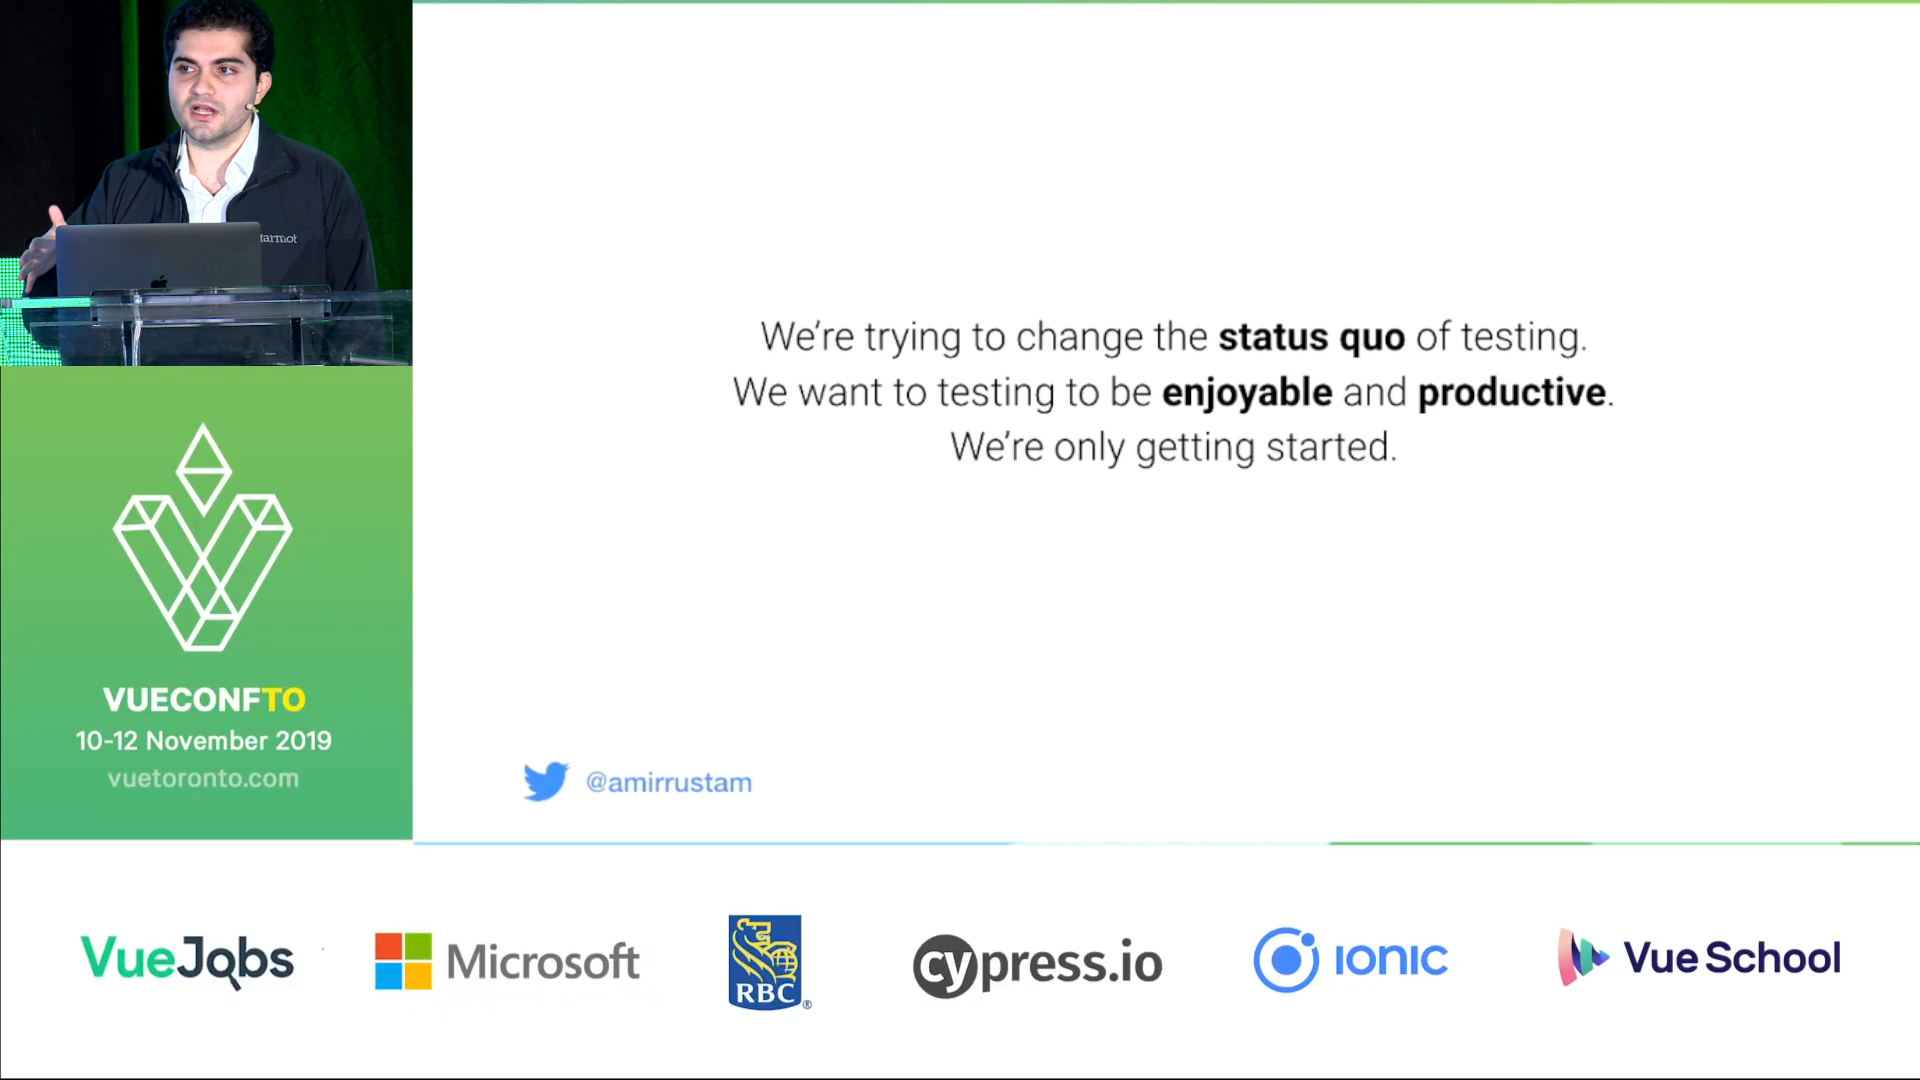 armot
We're trying to change the status quo of testing.
We want to testing to be enjoyable and productive.
We're only getting started.
@amirrustam
VUECONFTO
10-12 November 2019
vuetoronto.com
VueJobs
Microsoft
RBC®
cypress.io
IONIC
Vue School